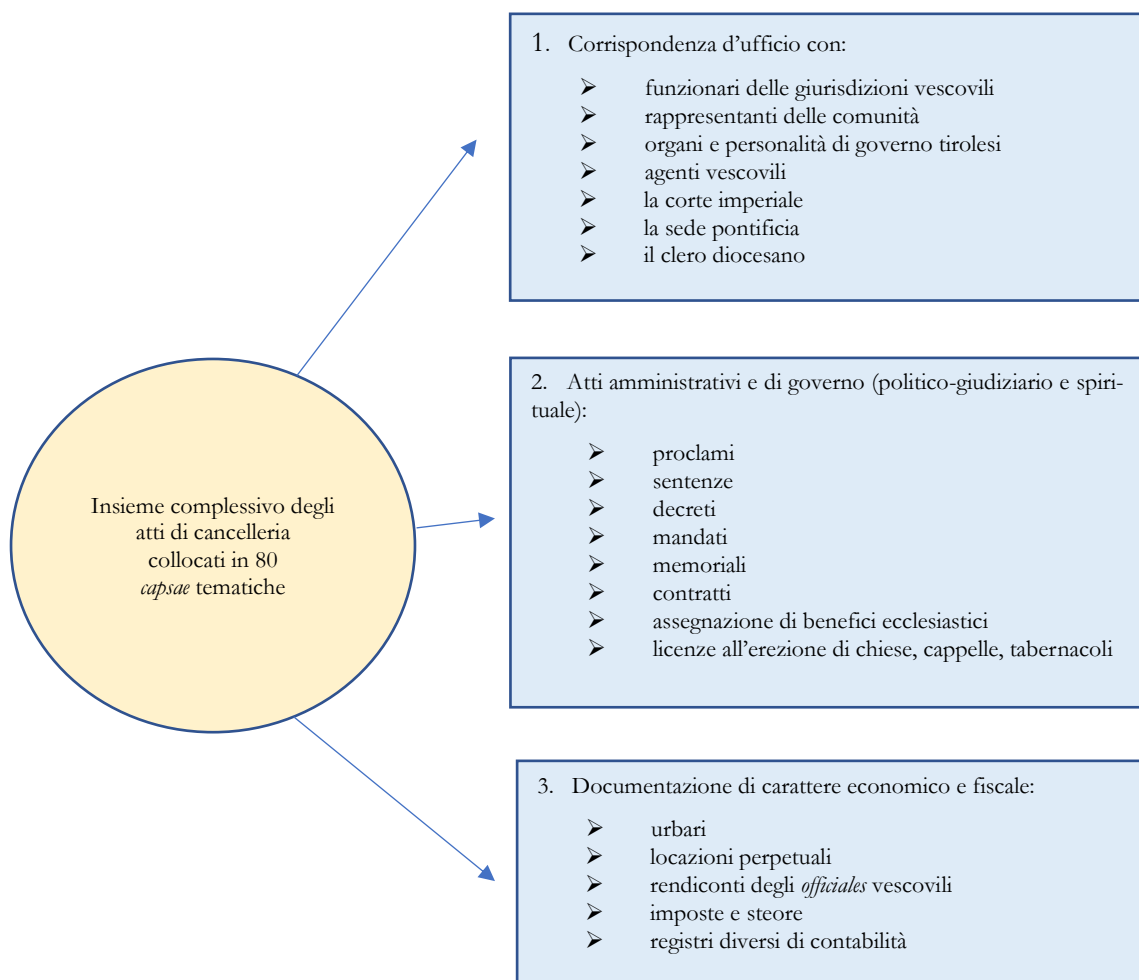 1. Corrispondenza d'ufficio con:
➢ funzionari delle giurisdizioni vescovili
➢ rappresentanti delle comunità
➢ organi e personalità di governo tirolesi
➢ agenti vescovili
➢ la corte imperiale
➢ la sede pontificia
➢ il clero diocesano
Insieme complessivo degli
atti di cancelleria
collocati in 80
capsae tematiche
2. Atti amministrativi e di governo (politico-giudiziario e spiri-
tuale):
➢ proclami
➢ sentenze
➢ decreti
➢ mandati
➢ memoriali
➢ contratti
➢ assegnazione di benefici ecclesiastici
➢ licenze all'erezione di chiese, cappelle, tabernacoli
3. Documentazione di carattere economico e fiscale:
➢ urbari
➢ locazioni perpetuali
➢ rendiconti degli officiales vescovili
➢ imposte e steore
➢ registri diversi di contabilità